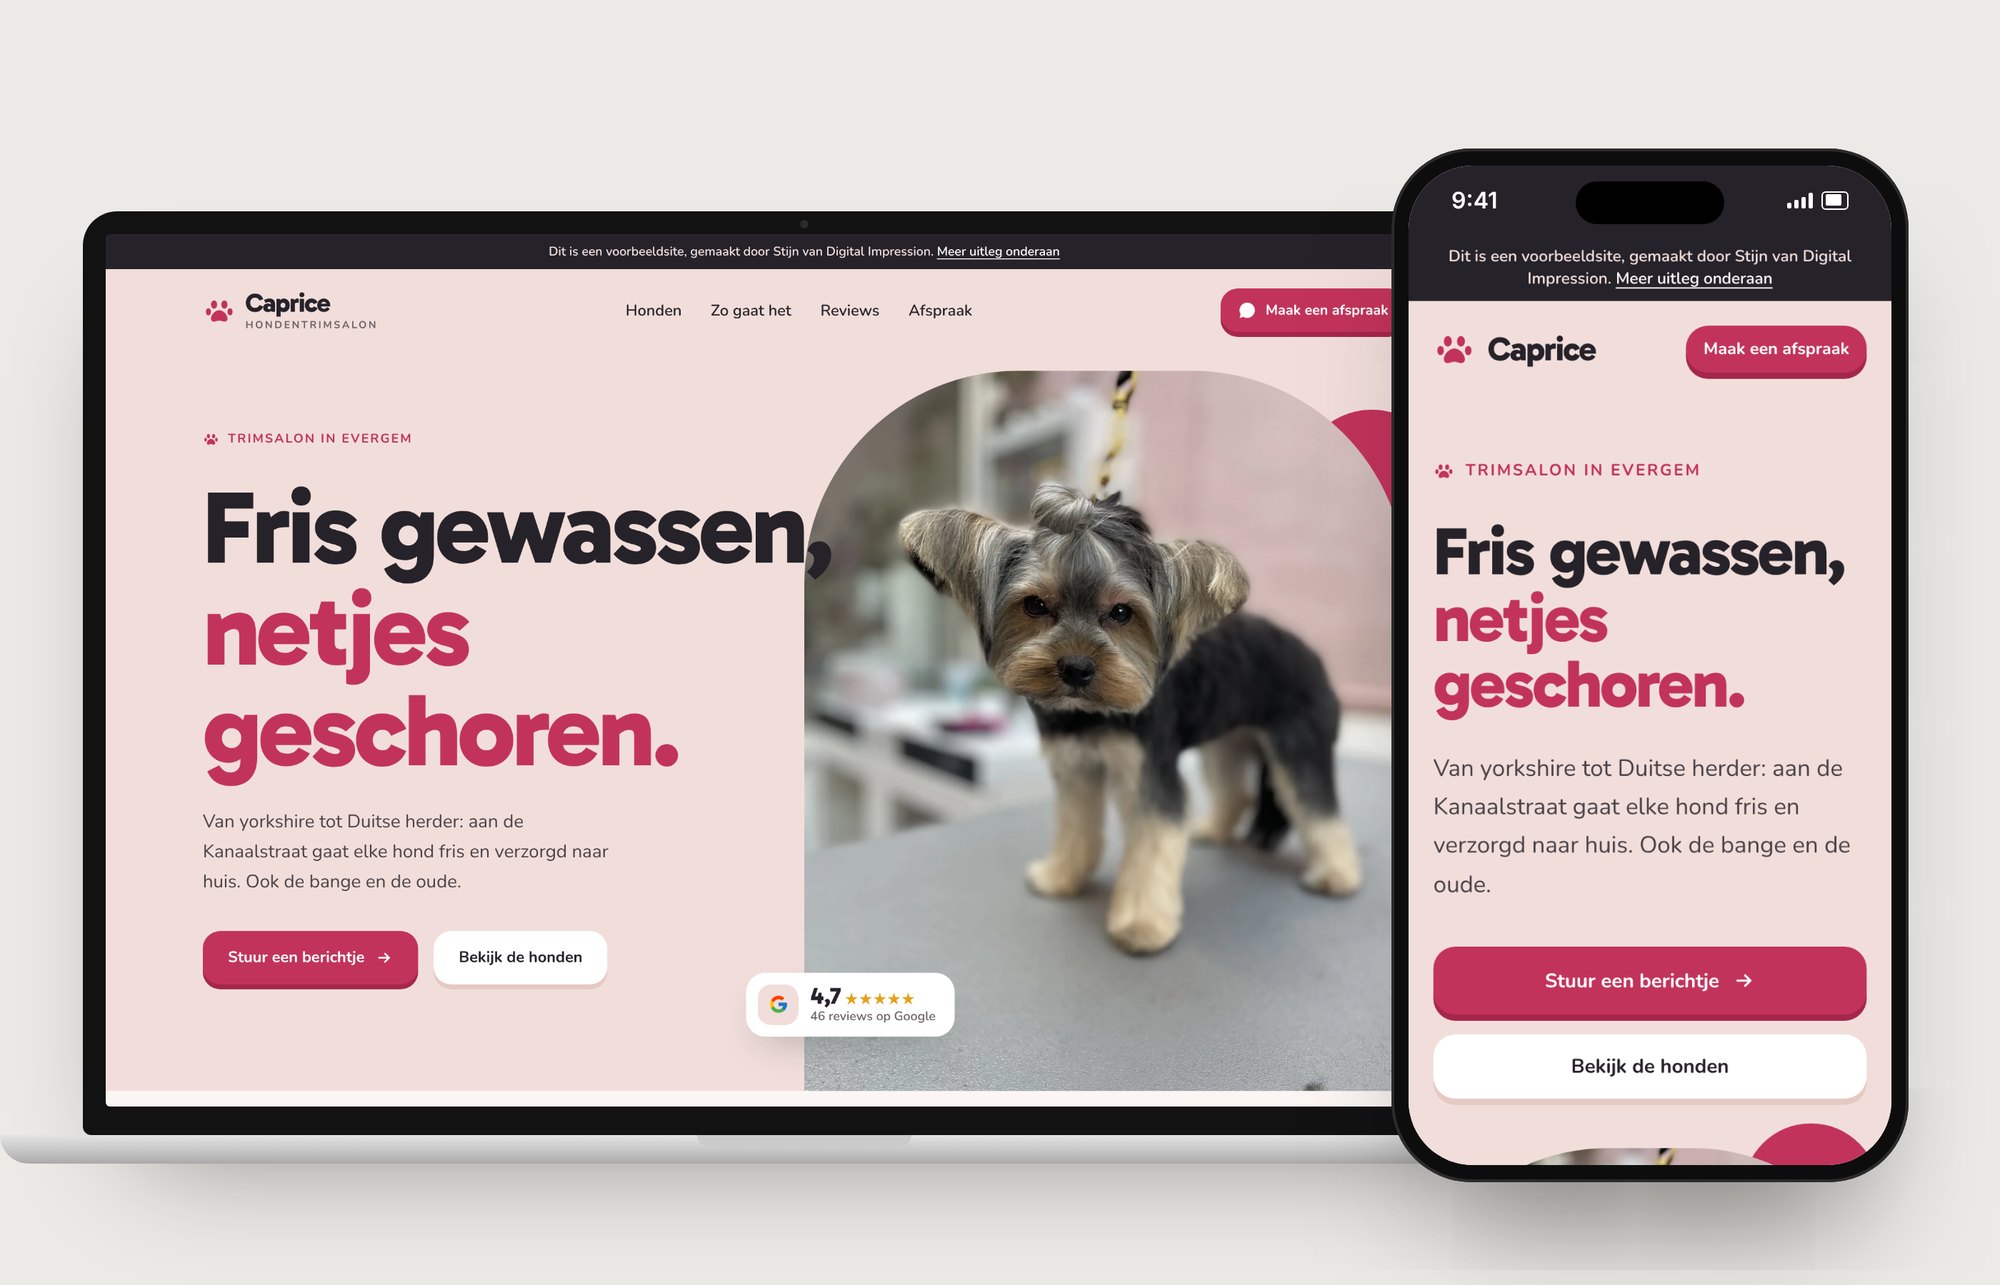 Dit is een voorbeeldsite, gemaakt door Stijn van Digital Impression. Meer uitleg onderaan
Caprice
HONDENTRIMSALON
Honden
Zo gaat het
Reviews
Afspraak
Maak een afspraak
TRIMSALON IN EVERGEM
Fris gewassen,
netjes
geschoren.
Van yorkshire tot Duitse herder: aan de
Kanaalstraat gaat elke hond fris en verzorgd naar
huis. Ook de bange en de oude.
Stuur een berichtje →
Bekijk de honden
4,7 ★★★★★
46 reviews op Google
9:41
Dit is een voorbeeldsite, gemaakt door Stijn van Digital
Impression. Meer uitleg onderaan
Caprice
Maak een afspraak
TRIMSALON IN EVERGEM
Fris gewassen,
netjes
geschoren.
Van yorkshire tot Duitse herder: aan de
Kanaalstraat gaat elke hond fris en
verzorgd naar huis. Ook de bange en de
oude.
Stuur een berichtje →
Bekijk de honden